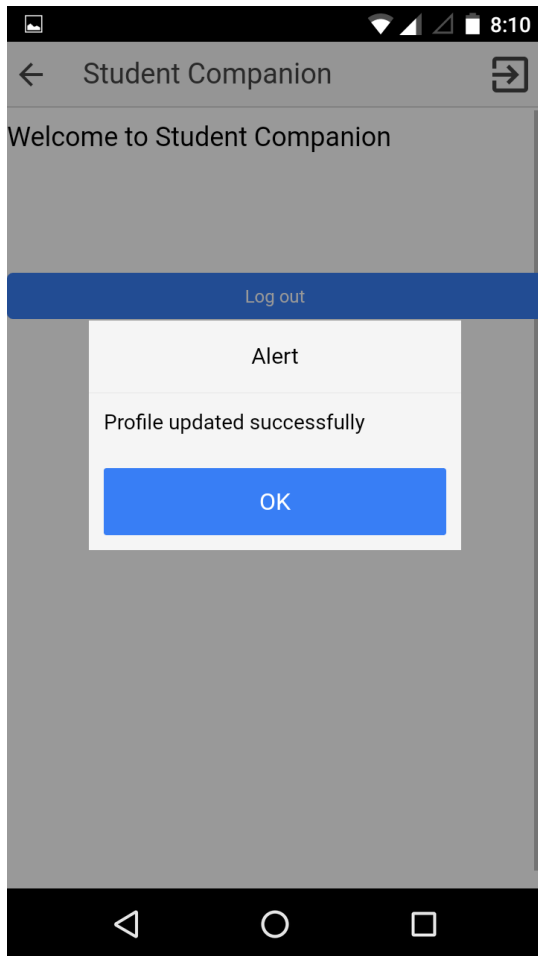 8:10
Student Companion
Welcome to Student Companion
Log out
Alert
Profile updated successfully
OK